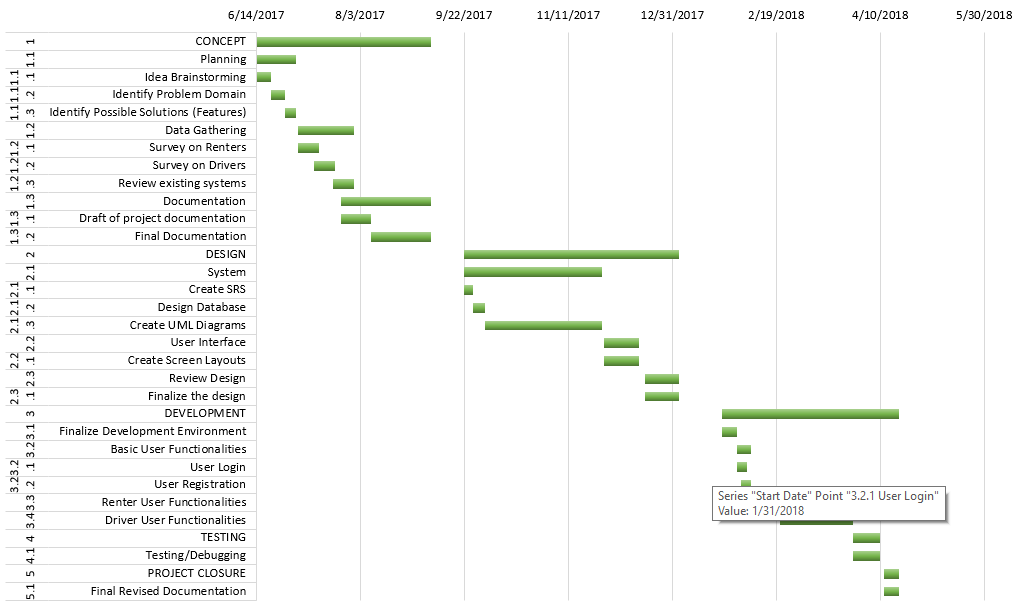 6/14/2017 8/3/2017 9/22/2017 11/11/2017 12/31/2017 2/19/2018 4/10/2018 5/30/2018
1 CONCEPT
1.1 Planning
1.1.1 Idea Brainstorming
1.1.2 Identify Problem Domain
1.1.3 Identify Possible Solutions (Features)
1.2 Data Gathering
1.2.1 Survey on Renters
1.2.2 Survey on Drivers
1.2.3 Review existing systems
1.3 Documentation
1.3.1 Draft of project documentation
1.3.2 Final Documentation
2 DESIGN
2.1 System
2.1.1 Create SRS
2.1.2 Design Database
2.1.3 Create UML Diagrams
2.2 User Interface
2.2.1 Create Screen Layouts
2.3 Review Design
2.3.1 Finalize the design
3 DEVELOPMENT
3.1 Finalize Development Environment
3.2 Basic User Functionalities
3.2.1 User Login
3.2.2 User Registration
3.3 Renter User Functionalities
3.4 Driver User Functionalities
4 TESTING
4.1 Testing/Debugging
5 PROJECT CLOSURE
5.1 Final Revised Documentation
Series "Start Date" Point "3.2.1 User Login"
Value: 1/31/2018